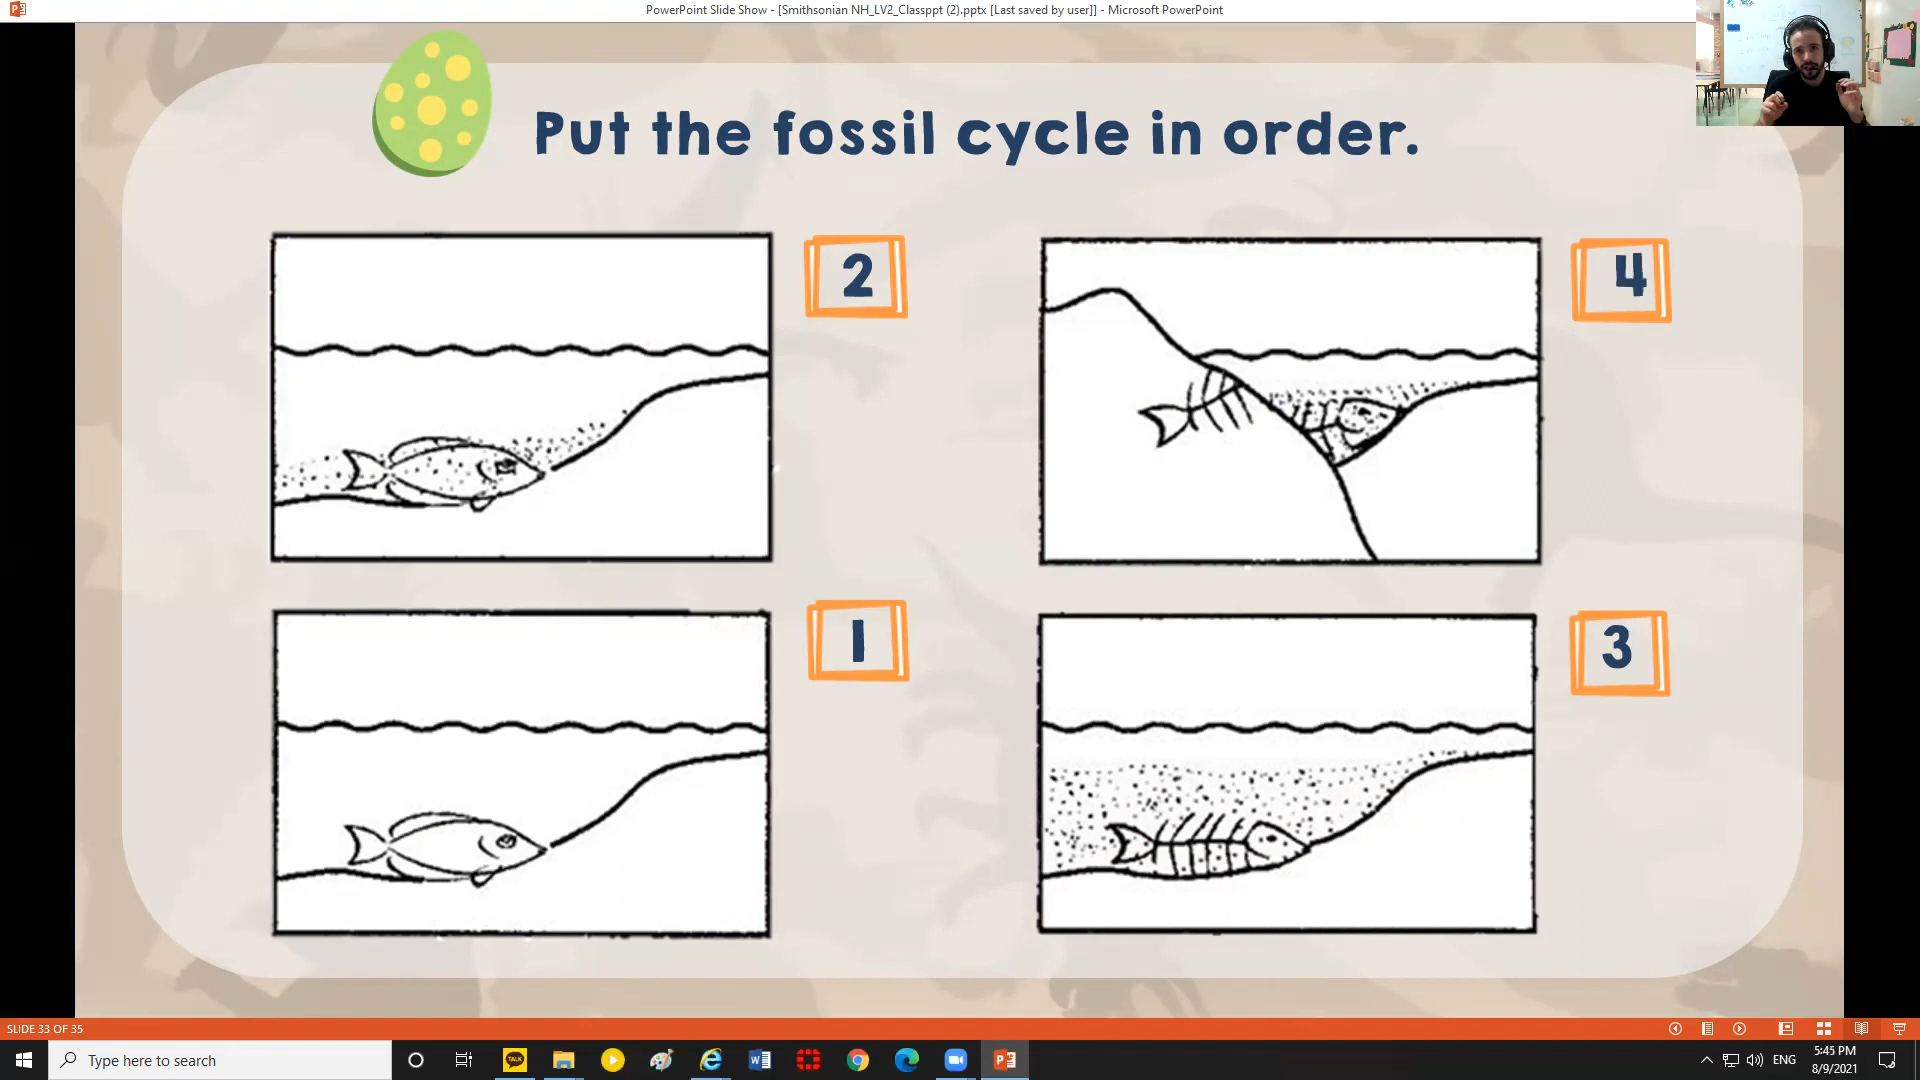 PowerPoint Slide Show - [Smithsonian NH_LV2_Classppt (2).pptx [Last saved by user]] - Microsoft PowerPoint
Put the fossil cycle in order.
2
4
1
3
SLIDE 33 OF 35
Type here to search
TALK
ENG
5:45 PM
8/9/2021